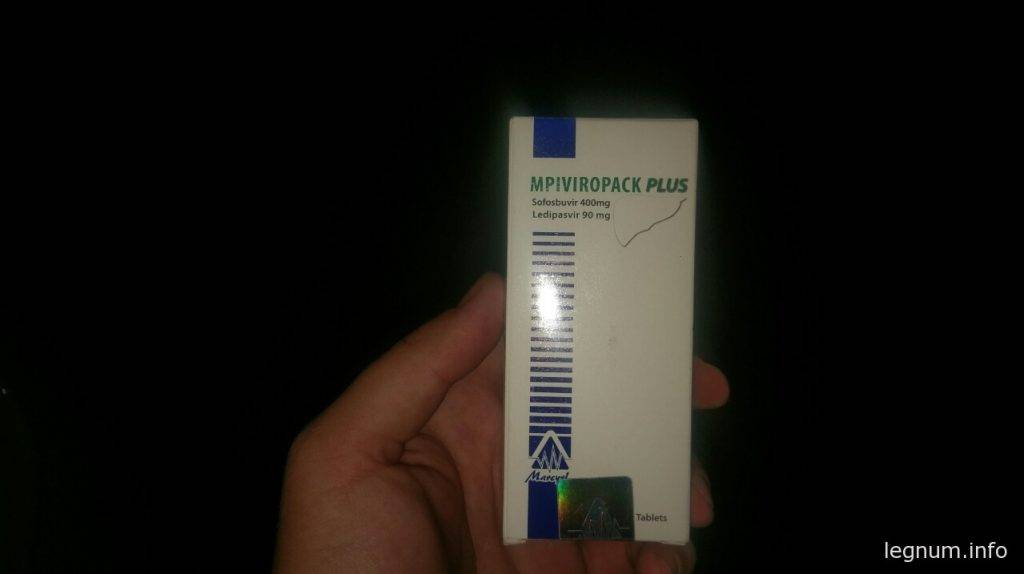 MPIVIROPACK PLUS
Sofosbuvir 400mg
Ledipasvir 90 mg
Marcyrl
Tablets
legnum.info